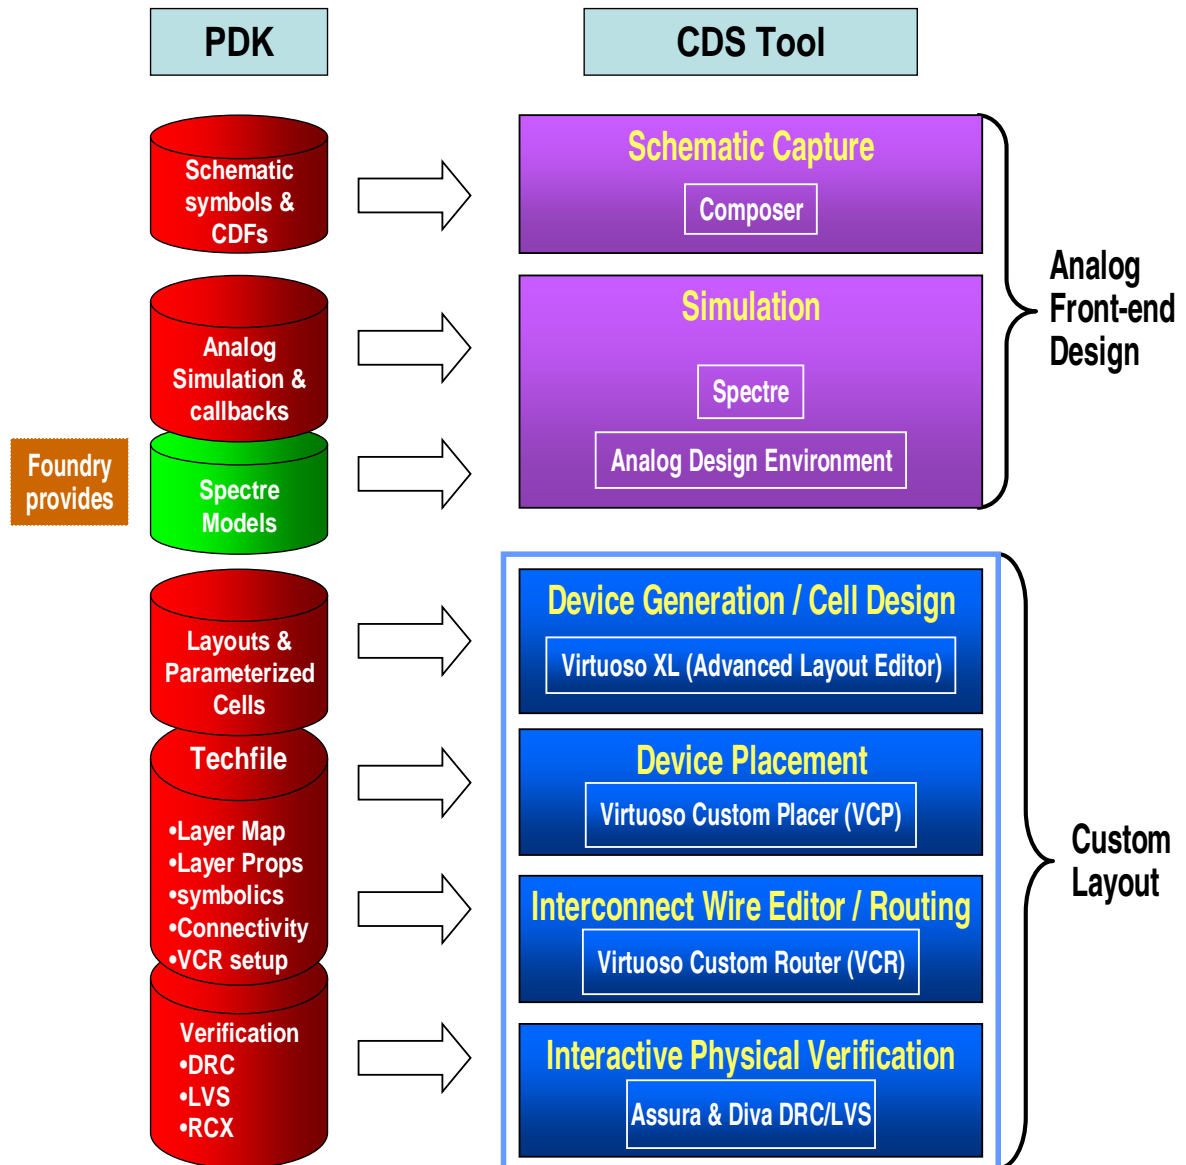 PDK
CDS Tool
Schematic
symbols &
CDFs
Schematic Capture
Composer
Analog
Simulation &
callbacks
Simulation
Spectre
Analog Design Environment
Analog
Front-end
Design
Foundry
provides
Spectre
Models
Layouts &
Parameterized
Cells
Device Generation / Cell Design
Virtuoso XL (Advanced Layout Editor)
Techfile
•Layer Map
•Layer Props
•symbolics
•Connectivity
•VCR setup
Device Placement
Virtuoso Custom Placer (VCP)
Interconnect Wire Editor / Routing
Virtuoso Custom Router (VCR)
Custom
Layout
Verification
•DRC
•LVS
•RCX
Interactive Physical Verification
Assura & Diva DRC/LVS